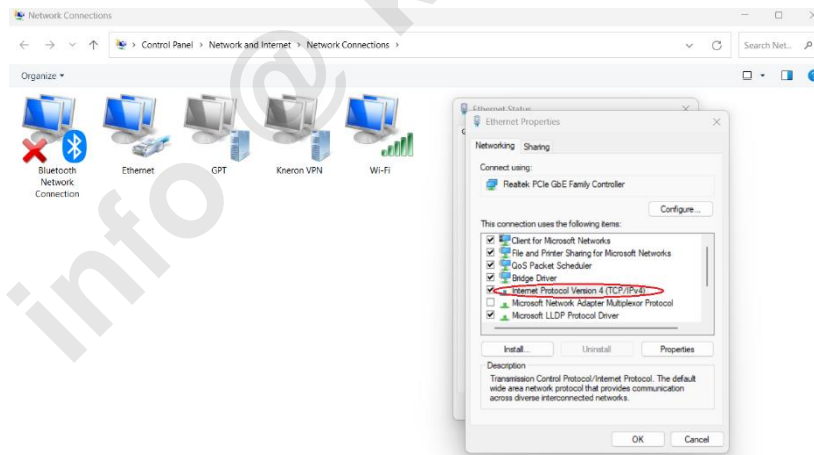 Network Connections
Control Panel > Network and Internet > Network Connections >
Search Net...
Organize
Bluetooth
Network
Connection
Ethernet
GPT
Kneron VPN
Wi-Fi
Ethernet Status
Ethernet Properties
Networking Sharing
Connect using:
Realtek PCIe GbE Family Controller
Configure...
This connection uses the following items:
Client for Microsoft Networks
File and Printer Sharing for Microsoft Networks
QoS Packet Scheduler
Bridge Driver
Internet Protocol Version 4 (TCP/IPv4)
Microsoft Network Adapter Multiplexor Protocol
Microsoft LLDP Protocol Driver
Install... Uninstall Properties
Description
Transmission Control Protocol/Internet Protocol. The default
wide area network protocol that provides communication
across diverse interconnected networks.
OK Cancel
info @ k